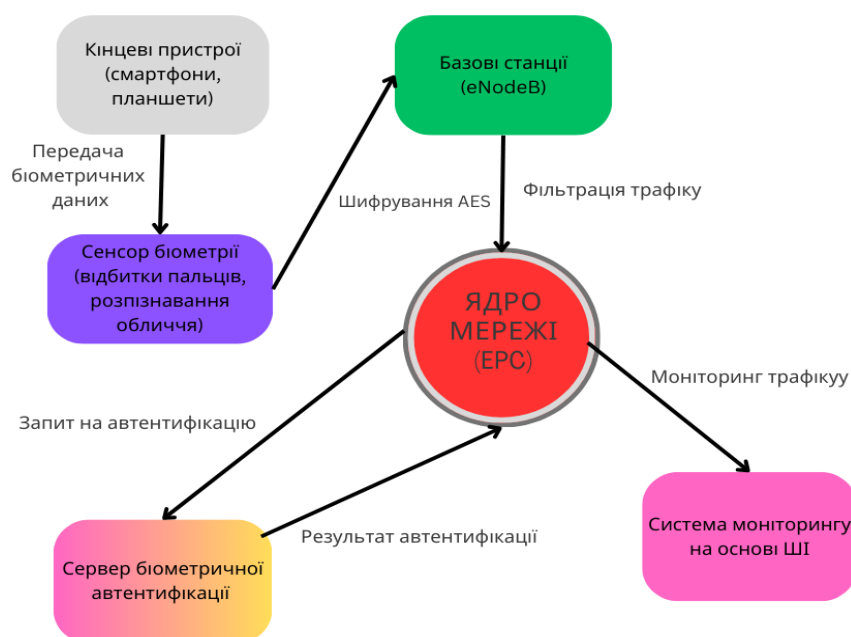 Кінцеві пристрої
(смартфони,
планшети)
Базові станції
(eNodeB)
Передача
біометричних
даних
Шифрування AES
Фільтрація трафіку
Сенсор біометрії
(відбитки пальців,
розпізнавання
обличчя)
ЯДРО
МЕРЕЖІ
(EPC)
Моніторинг трафікуу
Запит на автентифікацію
Результат автентифікації
Система моніторингу
на основі ШІ
Сервер біометричної
автентифікації